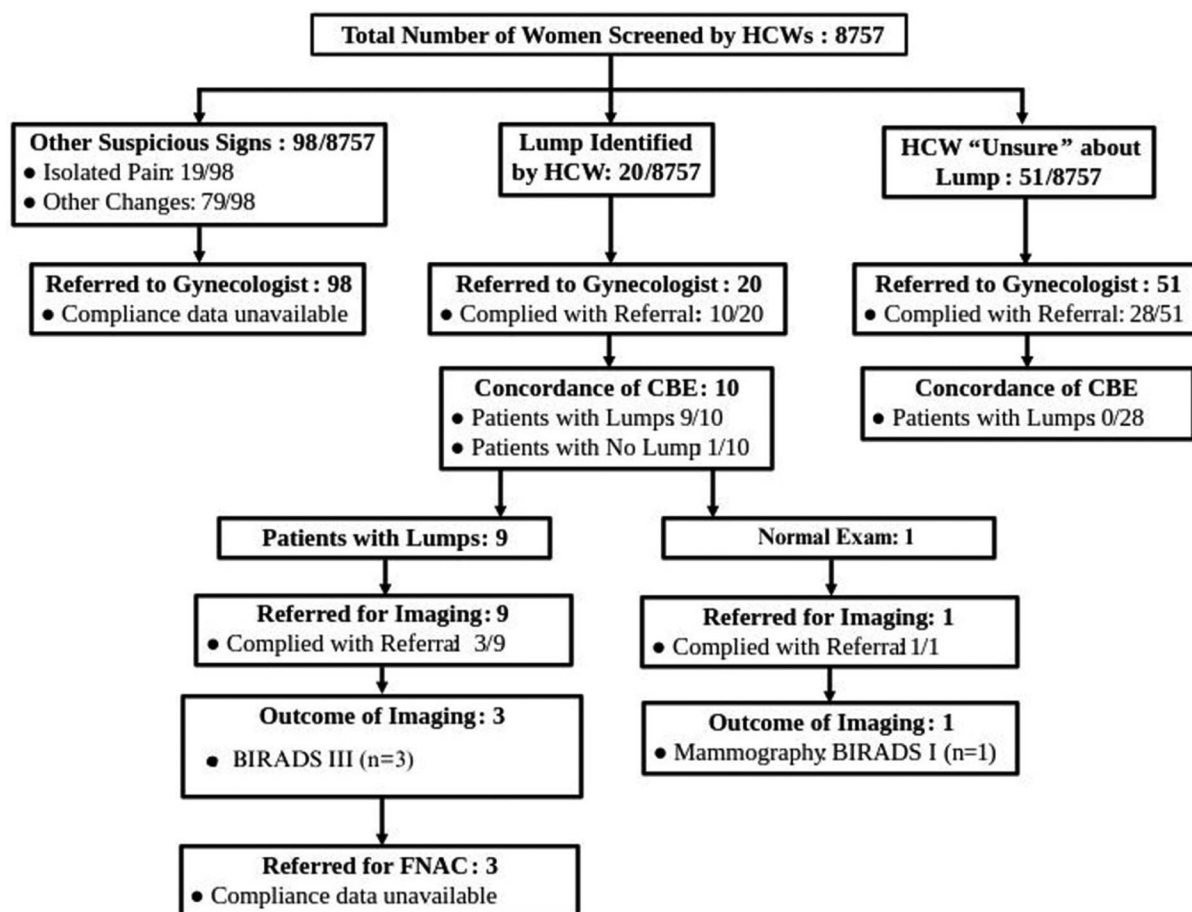 Total Number of Women Screened by HCWs : 8757
Other Suspicious Signs : 98/8757
● Isolated Pain: 19/98
● Other Changes: 79/98
Lump Identified
by HCW: 20/8757
HCW “Unsure” about
Lump : 51/8757
Referred to Gynecologist : 98
● Compliance data unavailable
Referred to Gynecologist : 20
● Complied with Referral: 10/20
Referred to Gynecologist : 51
● Complied with Referral: 28/51
Concordance of CBE: 10
● Patients with Lumps 9/10
● Patients with No Lump 1/10
Concordance of CBE
● Patients with Lumps 0/28
Patients with Lumps: 9
Normal Exam: 1
Referred for Imaging: 9
● Complied with Referral: 3/9
Referred for Imaging: 1
● Complied with Referral: 1/1
Outcome of Imaging: 3
● BIRADS III (n=3)
Outcome of Imaging: 1
● Mammography: BIRADS I (n=1)
Referred for FNAC : 3
● Compliance data unavailable